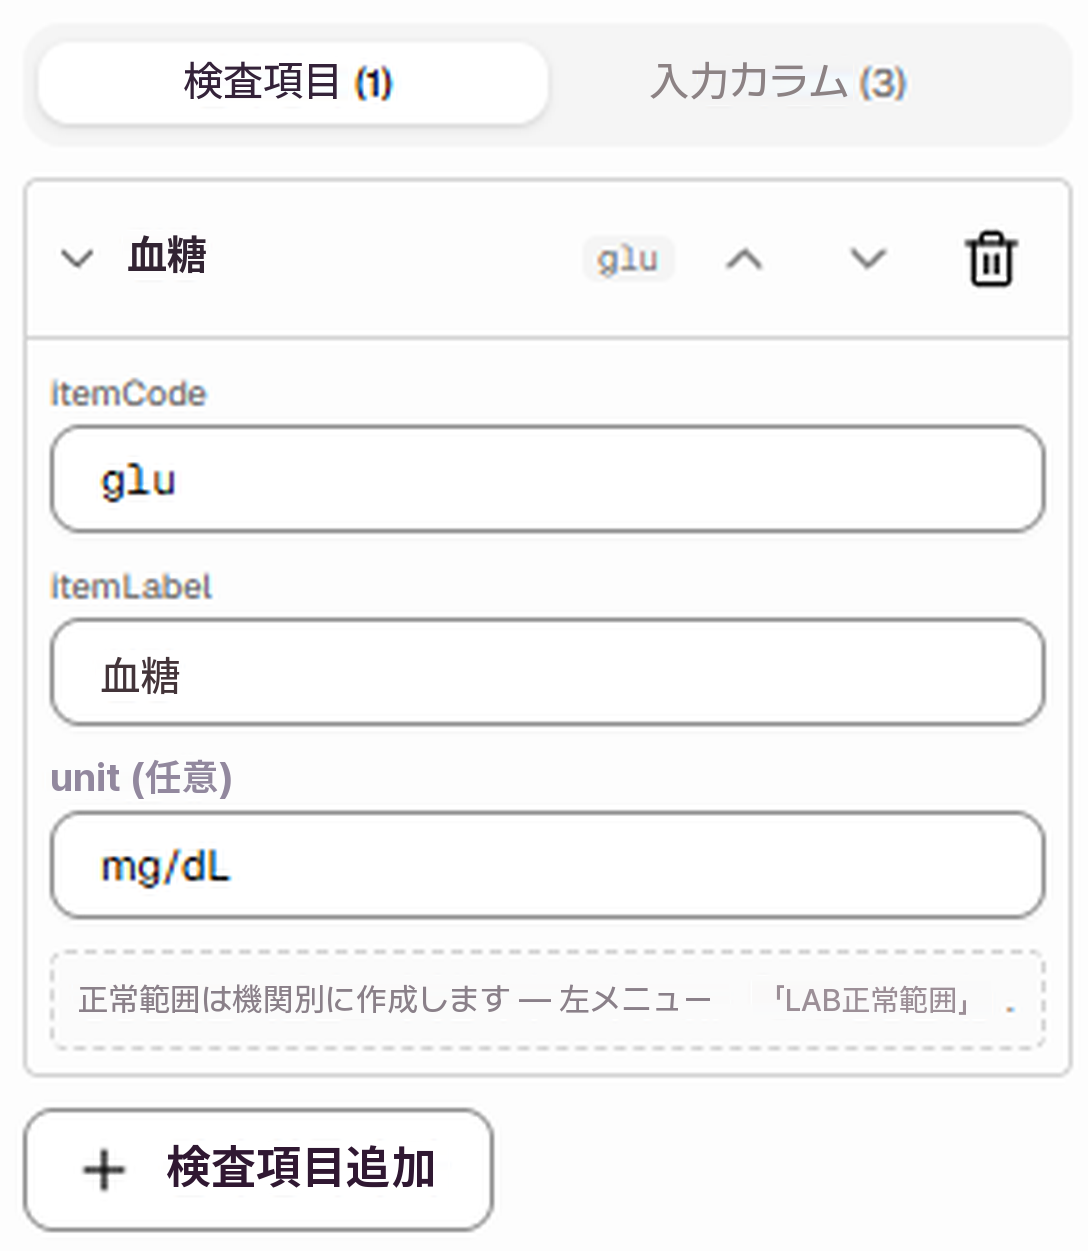 検査項目 (1) 入力カラム (3)
血糖 glu
itemCode
glu
itemLabel
血糖
unit (任意)
mg/dL
正常範囲は機関別に作成します — 左メニュー 「LAB正常範囲」 .
+ 検査項目追加